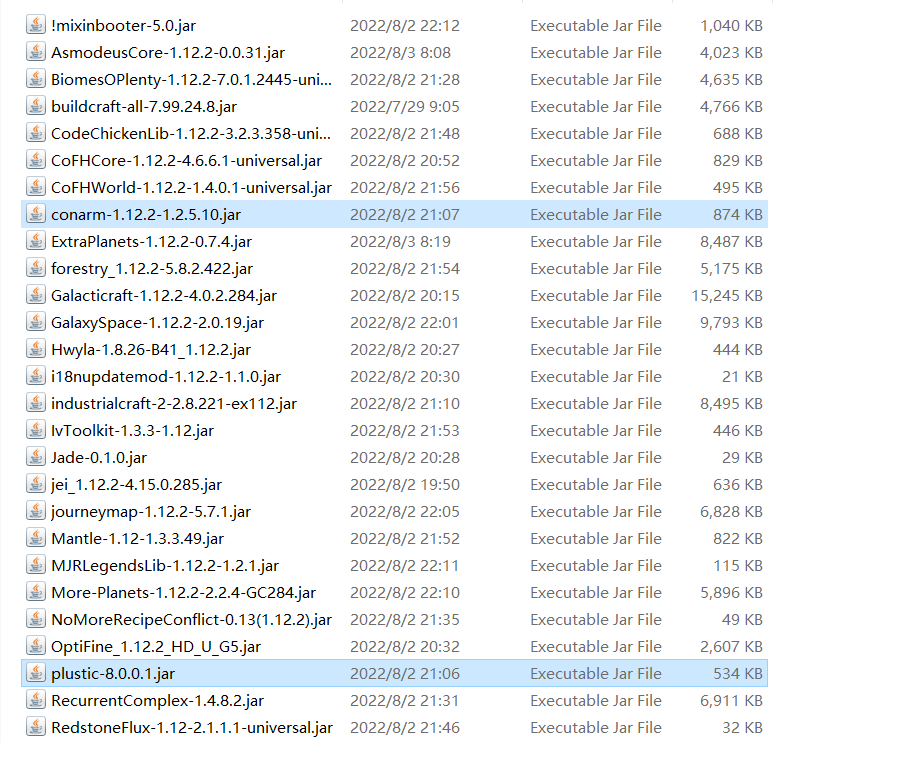 !mixinbooter-5.0.jar 2022/8/2 22:12 Executable Jar File 1,040 KB
AsmodeusCore-1.12.2-0.0.31.jar 2022/8/3 8:08 Executable Jar File 4,023 KB
BiomesOPlenty-1.12.2-7.0.1.2445-uni... 2022/8/2 21:28 Executable Jar File 4,635 KB
buildcraft-all-7.99.24.8.jar 2022/7/29 9:05 Executable Jar File 4,766 KB
CodeChickenLib-1.12.2-3.2.3.358-uni... 2022/8/2 21:48 Executable Jar File 688 KB
CoFHCore-1.12.2-4.6.6.1-universal.jar 2022/8/2 20:52 Executable Jar File 829 KB
CoFHWorld-1.12.2-1.4.0.1-universal.jar 2022/8/2 21:56 Executable Jar File 495 KB
conarm-1.12.2-1.2.5.10.jar 2022/8/2 21:07 Executable Jar File 874 KB
ExtraPlanets-1.12.2-0.7.4.jar 2022/8/3 8:19 Executable Jar File 8,487 KB
forestry_1.12.2-5.8.2.422.jar 2022/8/2 21:54 Executable Jar File 5,175 KB
Galacticraft-1.12.2-4.0.2.284.jar 2022/8/2 20:15 Executable Jar File 15,245 KB
GalaxySpace-1.12.2-2.0.19.jar 2022/8/2 22:01 Executable Jar File 9,793 KB
Hwyla-1.8.26-B41_1.12.2.jar 2022/8/2 20:27 Executable Jar File 444 KB
i18nupdatemod-1.12.2-1.1.0.jar 2022/8/2 20:30 Executable Jar File 21 KB
industrialcraft-2-2.8.221-ex112.jar 2022/8/2 21:10 Executable Jar File 8,495 KB
IvToolkit-1.3.3-1.12.jar 2022/8/2 21:53 Executable Jar File 446 KB
Jade-0.1.0.jar 2022/8/2 20:28 Executable Jar File 29 KB
jei_1.12.2-4.15.0.285.jar 2022/8/2 19:50 Executable Jar File 636 KB
journeymap-1.12.2-5.7.1.jar 2022/8/2 22:05 Executable Jar File 6,828 KB
Mantle-1.12-1.3.3.49.jar 2022/8/2 21:52 Executable Jar File 822 KB
MJRLegendsLib-1.12.2-1.2.1.jar 2022/8/2 22:11 Executable Jar File 115 KB
More-Planets-1.12.2-2.2.4-GC284.jar 2022/8/2 22:10 Executable Jar File 5,896 KB
NoMoreRecipeConflict-0.13(1.12.2).jar 2022/8/2 21:35 Executable Jar File 49 KB
OptiFine_1.12.2_HD_U_G5.jar 2022/8/2 20:32 Executable Jar File 2,607 KB
plustic-8.0.0.1.jar 2022/8/2 21:06 Executable Jar File 534 KB
RecurrentComplex-1.4.8.2.jar 2022/8/2 21:31 Executable Jar File 6,911 KB
RedstoneFlux-1.12-2.1.1.1-universal.jar 2022/8/2 21:46 Executable Jar File 32 KB